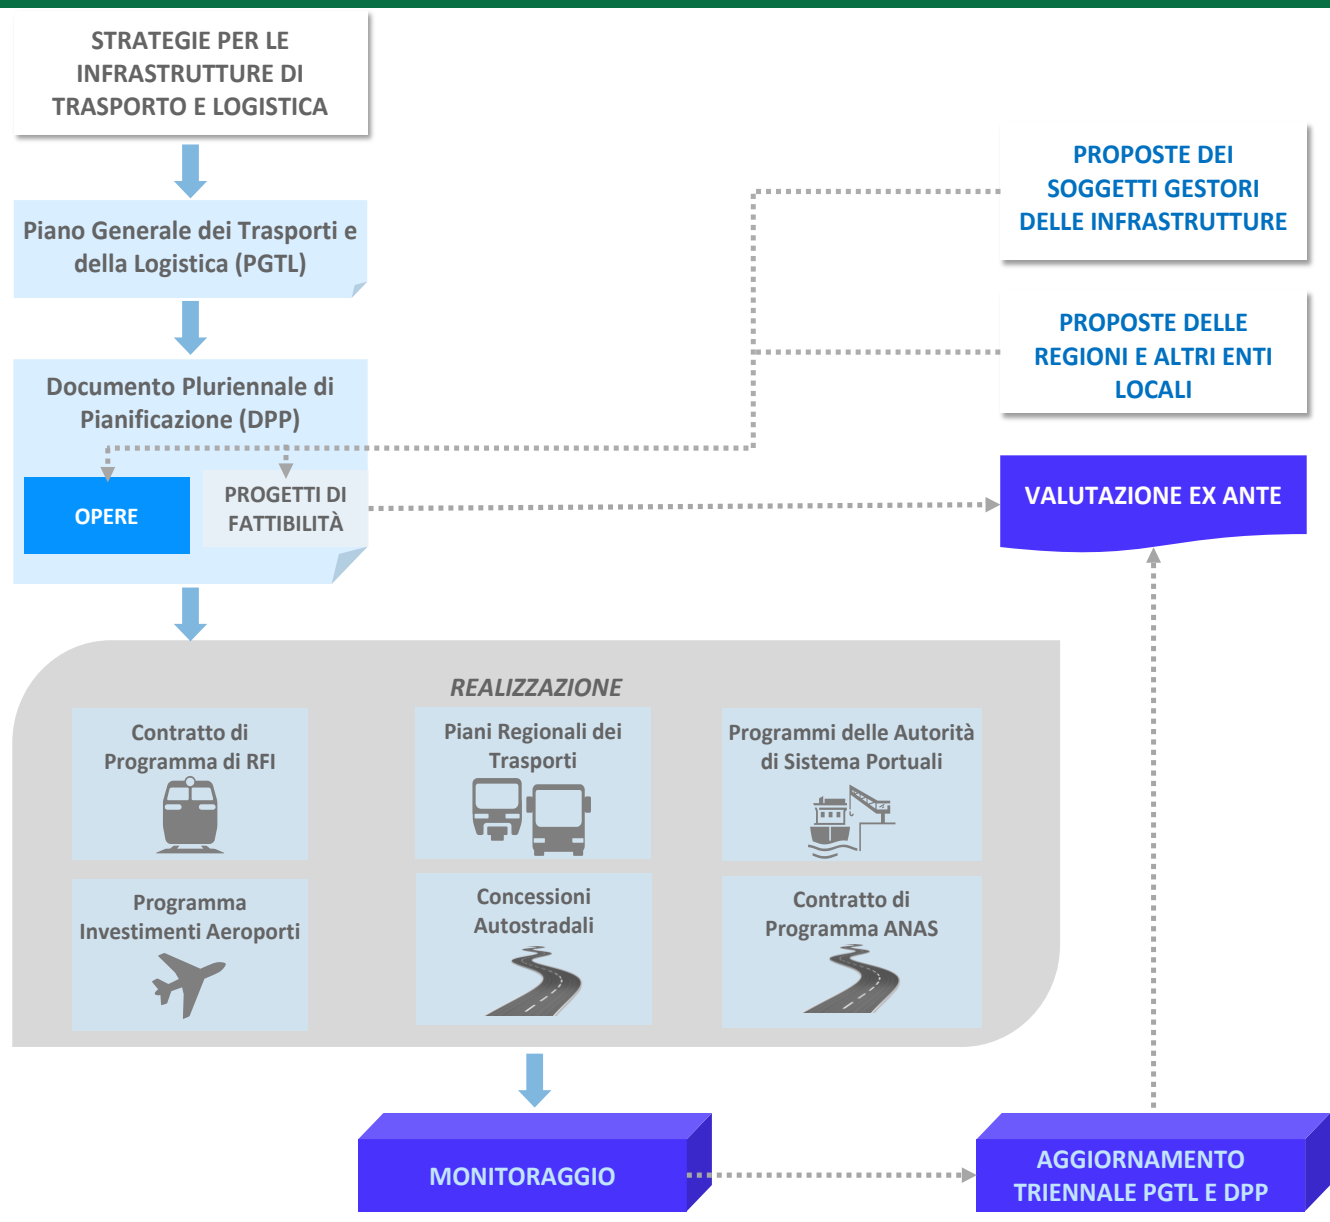 STRATEGIE PER LE
INFRASTRUTTURE DI
TRASPORTO E LOGISTICA
PROPOSTE DEI
SOGGETTI GESTORI
DELLE INFRASTRUTTURE
Piano Generale dei Trasporti e
della Logistica (PGTL)
PROPOSTE DELLE
REGIONI E ALTRI ENTI
LOCALI
Documento Pluriennale di
Pianificazione (DPP)
OPERE
PROGETTI DI
FATTIBILITÀ
VALUTAZIONE EX ANTE
REALIZZAZIONE
Contratto di
Programma di RFI
Piani Regionali dei
Trasporti
Programmi delle Autorità
di Sistema Portuali
Programma
Investimenti Aeroporti
Concessioni
Autostradali
Contratto di
Programma ANAS
MONITORAGGIO
AGGIORNAMENTO
TRIENNALE PGTL E DPP